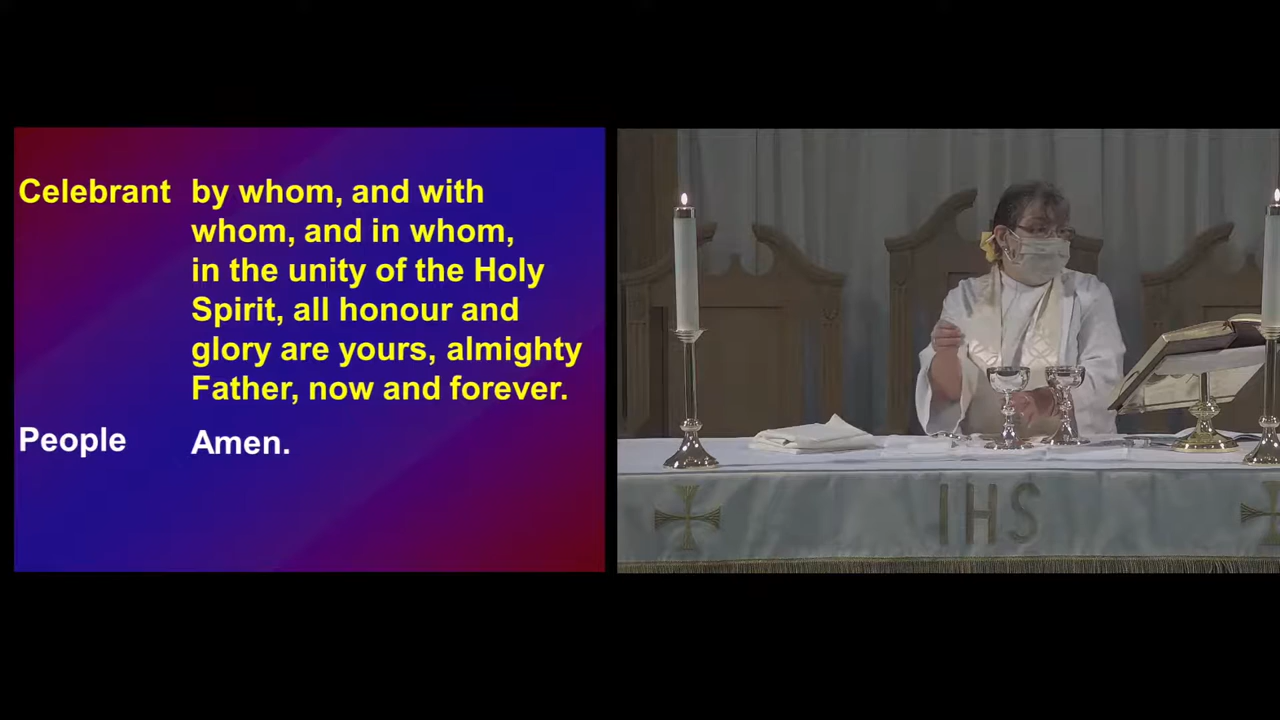 Celebrant by whom, and with
whom, and in whom,
in the unity of the Holy
Spirit, all honour and
glory are yours, almighty
Father, now and forever.
People Amen.
IHS